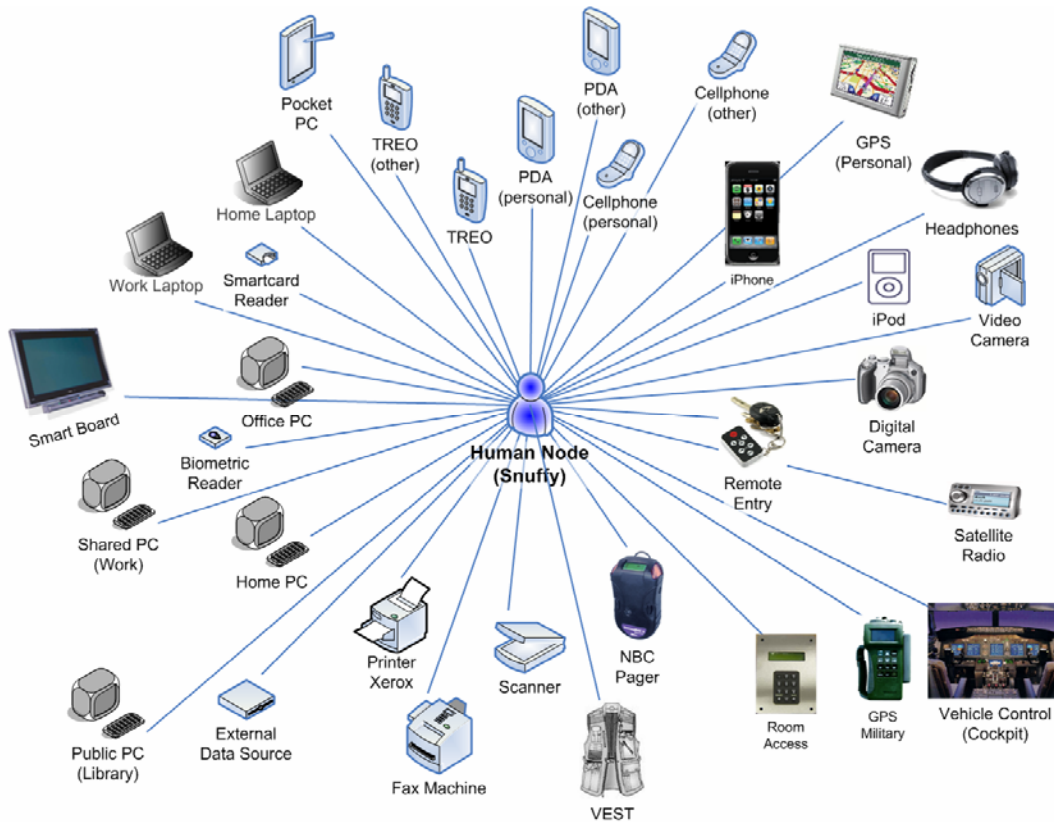 Pocket
PC
TREO
(other)
PDA
(other)
Cellphone
(other)
GPS
(Personal)
Home Laptop
TREO
PDA
(personal)
Cellphone
(personal)
iPhone
Headphones
Work Laptop
Smartcard
Reader
iPod
Video
Camera
Smart Board
Office PC
Digital
Camera
Biometric
Reader
Human Node
(Snuffy)
Remote
Entry
Shared PC
(Work)
Home PC
Satellite
Radio
Printer
Xerox
Scanner
NBC
Pager
Public PC
(Library)
External
Data Source
Fax Machine
VEST
Room
Access
GPS
Military
Vehicle Control
(Cockpit)